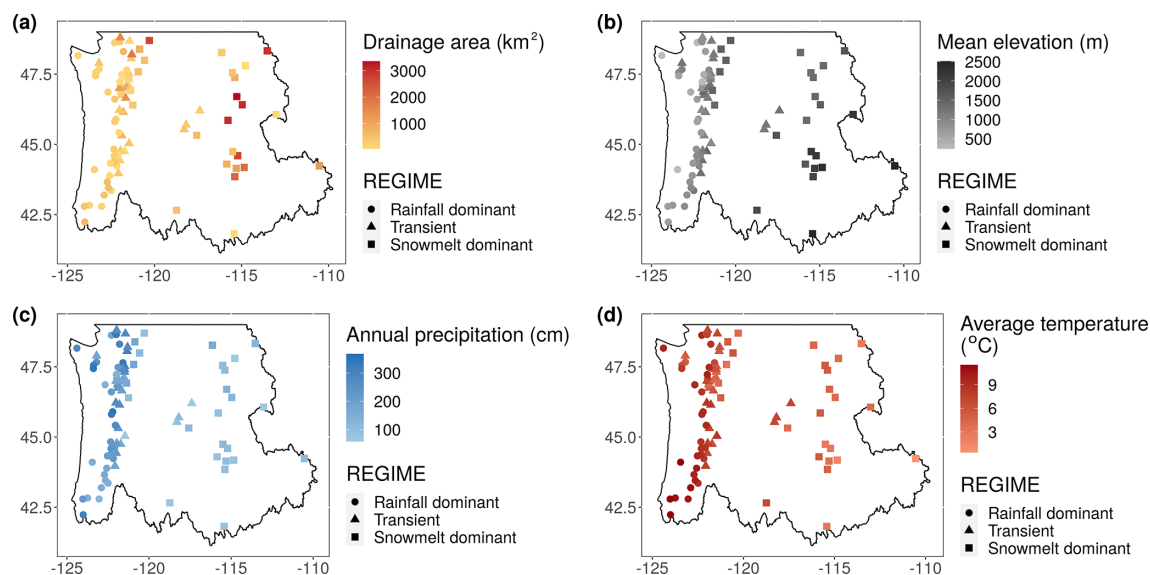 (a)
Drainage area (km²)
3000
2000
1000
REGIME
Rainfall dominant
Transient
Snowmelt dominant
47.5
45.0
42.5
-125 -120 -115 -110
(b)
Mean elevation (m)
2500
2000
1500
1000
500
REGIME
Rainfall dominant
Transient
Snowmelt dominant
47.5
45.0
42.5
-125 -120 -115 -110
(c)
Annual precipitation (cm)
300
200
100
REGIME
Rainfall dominant
Transient
Snowmelt dominant
47.5
45.0
42.5
-125 -120 -115 -110
(d)
Average temperature
(°C)
9
6
3
REGIME
Rainfall dominant
Transient
Snowmelt dominant
47.5
45.0
42.5
-125 -120 -115 -110